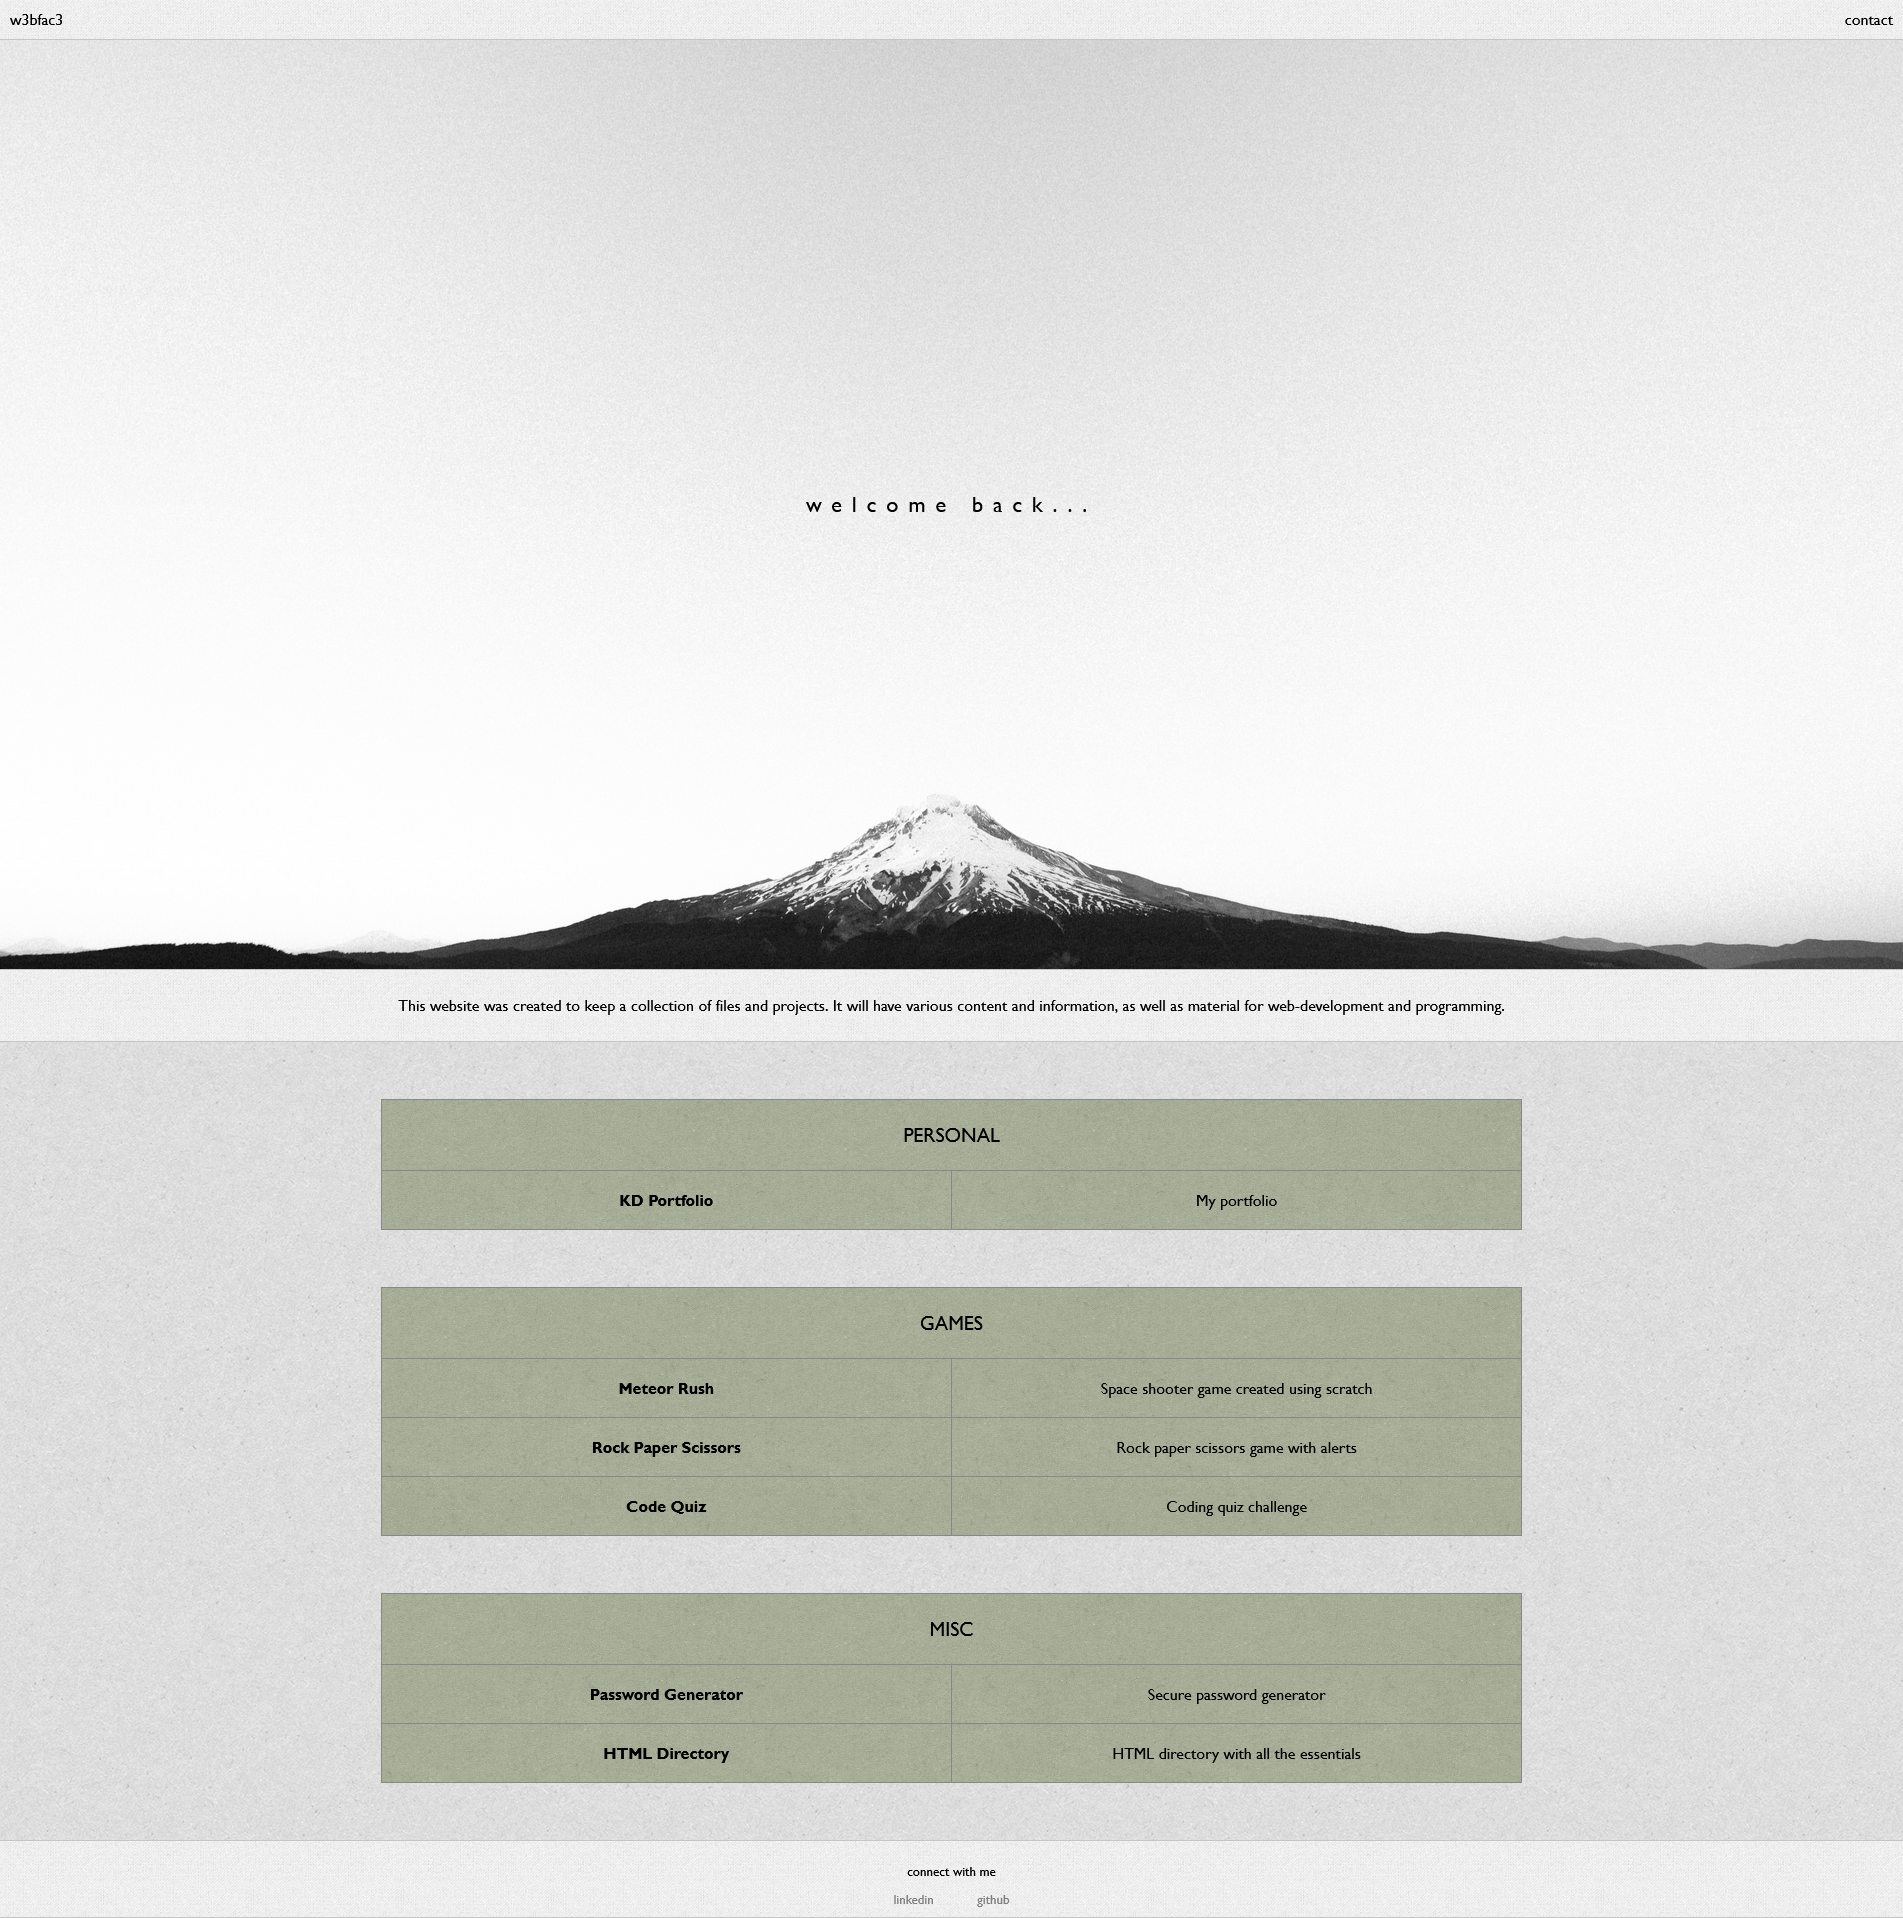 w3bfac3 contact
welcome back...
This website was created to keep a collection of files and projects. It will have various content and information, as well as material for web-development and programming.
PERSONAL
KD Portfolio My portfolio
GAMES
Meteor Rush Space shooter game created using scratch
Rock Paper Scissors Rock paper scissors game with alerts
Code Quiz Coding quiz challenge
MISC
Password Generator Secure password generator
HTML Directory HTML directory with all the essentials
connect with me
linkedin github